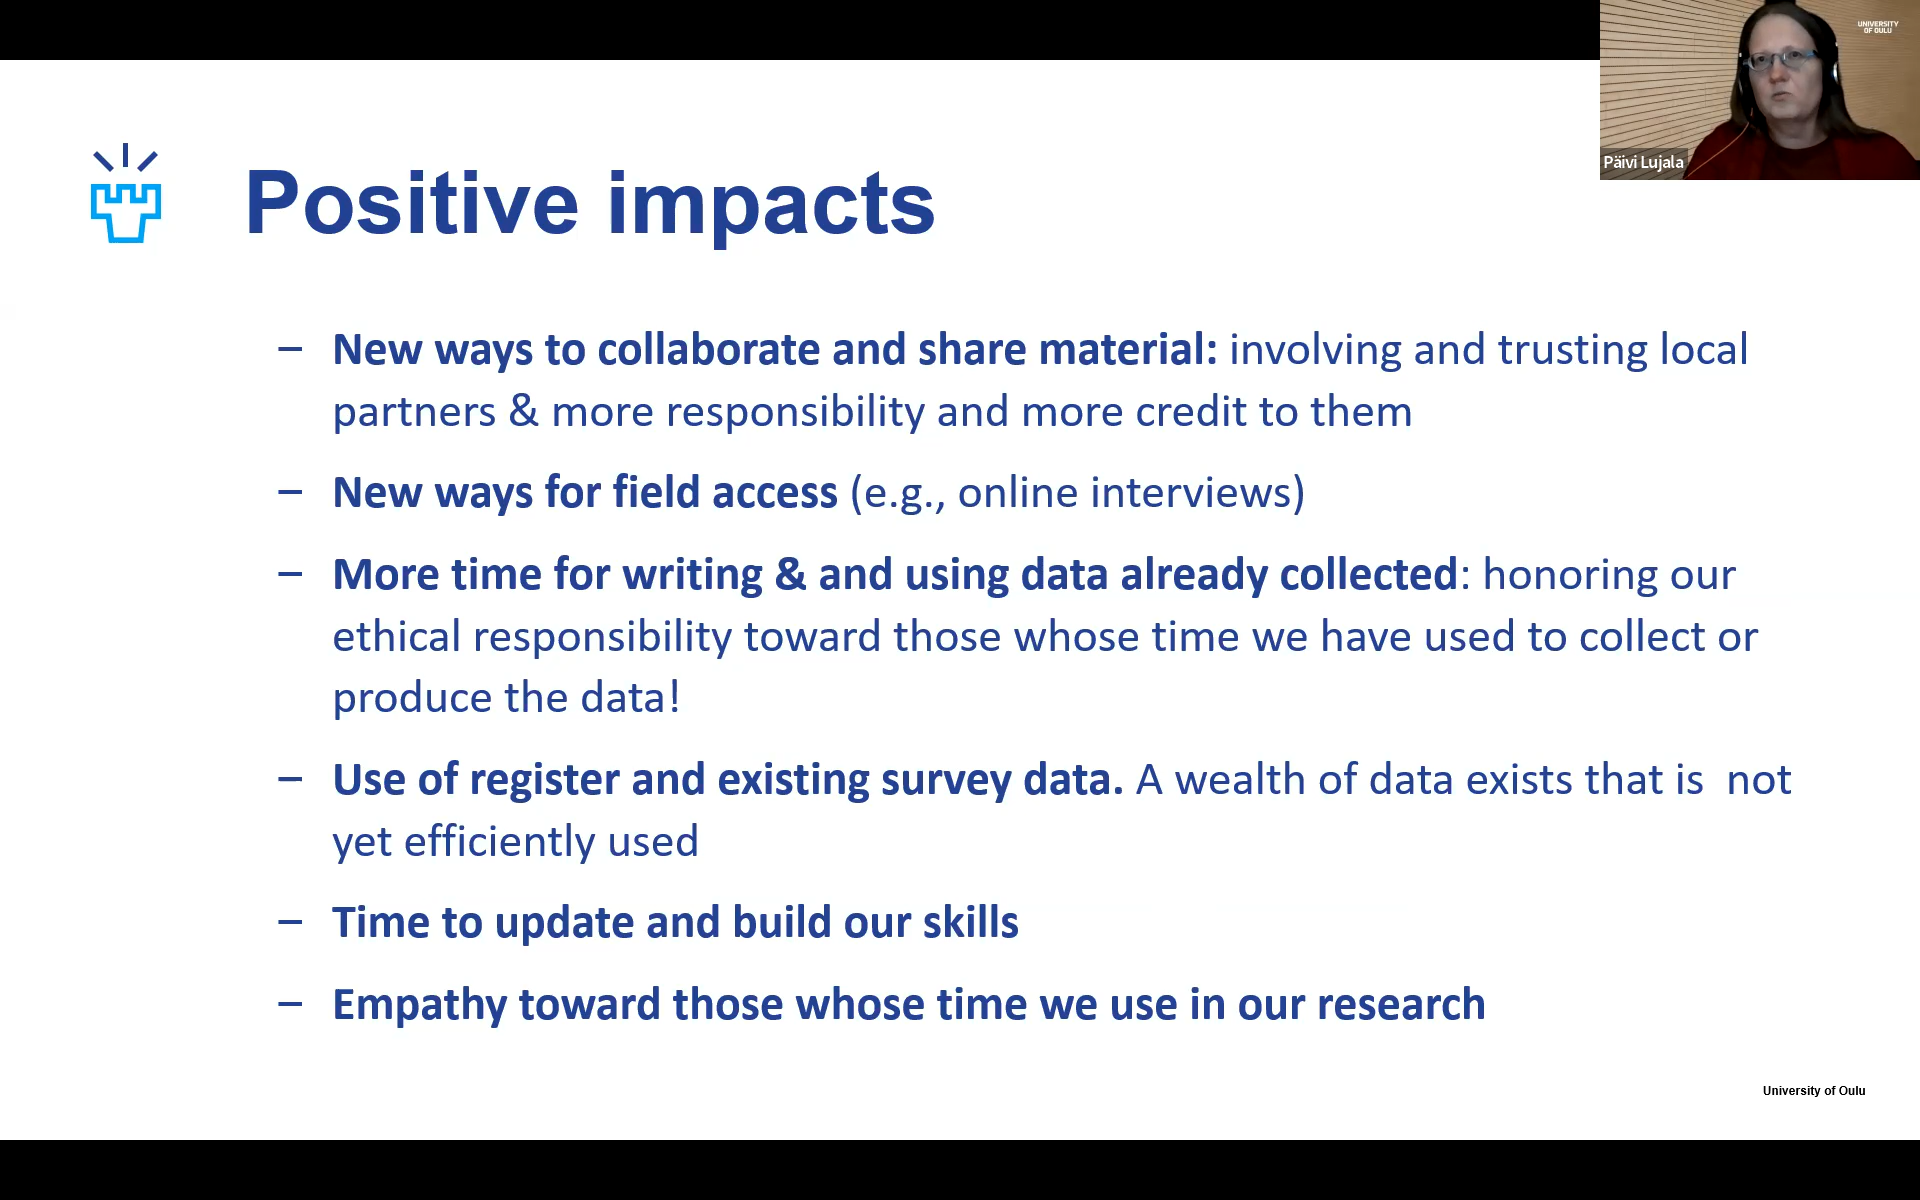 UNIVERSITY
OF OULU
Päivi Lujala
Positive impacts
– New ways to collaborate and share material: involving and trusting local
partners & more responsibility and more credit to them
– New ways for field access (e.g., online interviews)
– More time for writing & and using data already collected: honoring our
ethical responsibility toward those whose time we have used to collect or
produce the data!
– Use of register and existing survey data. A wealth of data exists that is  not
yet efficiently used
– Time to update and build our skills
– Empathy toward those whose time we use in our research
University of Oulu